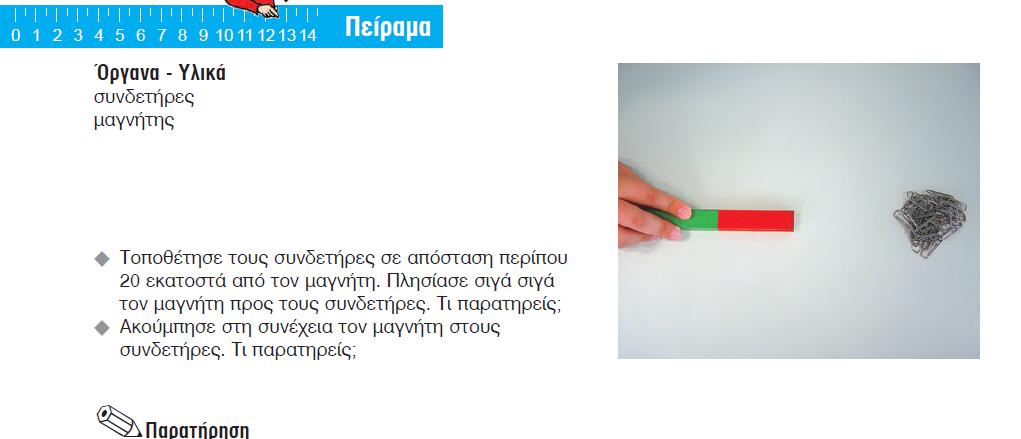 0 1 2 3 4 5 6 7 8 9 10 11 12 13 14
Πείραμα
Όργανα - Υλικά
συνδετήρες
μαγνήτης
◆ Τοποθέτησε τους συνδετήρες σε απόσταση περίπου
20 εκατοστά από τον μαγνήτη. Πλησίασε σιγά σιγά
τον μαγνήτη προς τους συνδετήρες. Τι παρατηρείς;
◆ Ακούμπησε στη συνέχεια τον μαγνήτη στους
συνδετήρες. Τι παρατηρείς;
Παρατήρηση